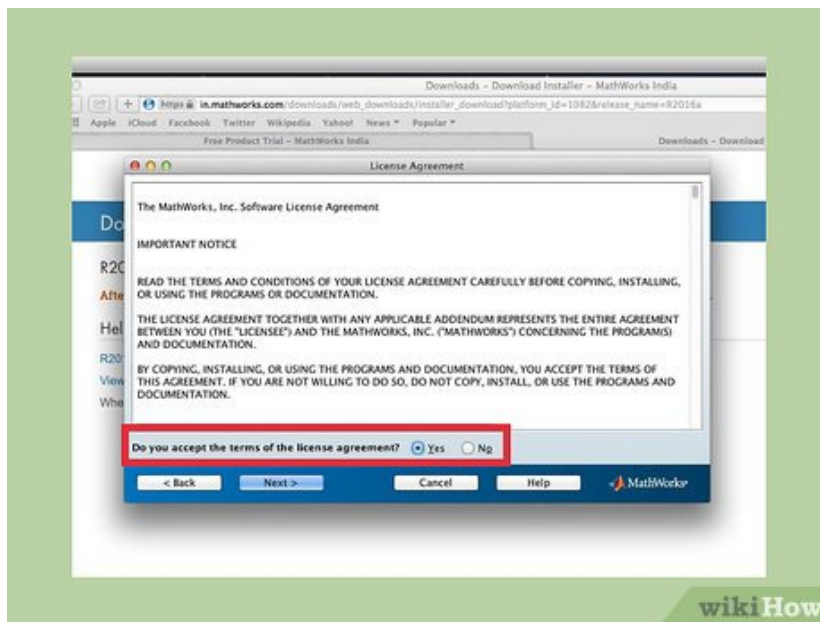 Downloads – Download Installer – MathWorks India
https in.mathworks.com/downloads/web_downloads/installer_download?platform_id=1082&release_name=R2016a
Apple iCloud Facebook Twitter Wikipedia Yahoo! News Popular
Free Product Trial – MathWorks India
Downloads – Download
License Agreement
The MathWorks, Inc. Software License Agreement
IMPORTANT NOTICE
READ THE TERMS AND CONDITIONS OF YOUR LICENSE AGREEMENT CAREFULLY BEFORE COPYING, INSTALLING,
OR USING THE PROGRAMS OR DOCUMENTATION.
THE LICENSE AGREEMENT TOGETHER WITH ANY APPLICABLE ADDENDUM REPRESENTS THE ENTIRE AGREEMENT
BETWEEN YOU (THE "LICENSEE") AND THE MATHWORKS, INC. ("MATHWORKS") CONCERNING THE PROGRAM(S)
AND DOCUMENTATION.
BY COPYING, INSTALLING, OR USING THE PROGRAMS AND DOCUMENTATION, YOU ACCEPT THE TERMS OF
THIS AGREEMENT. IF YOU ARE NOT WILLING TO DO SO, DO NOT COPY, INSTALL, OR USE THE PROGRAMS AND
DOCUMENTATION.
Do
R20
Afte
Hel
R20
View
Whe
Do you accept the terms of the license agreement? Yes No
< Back Next > Cancel Help MathWorks
wikiHow